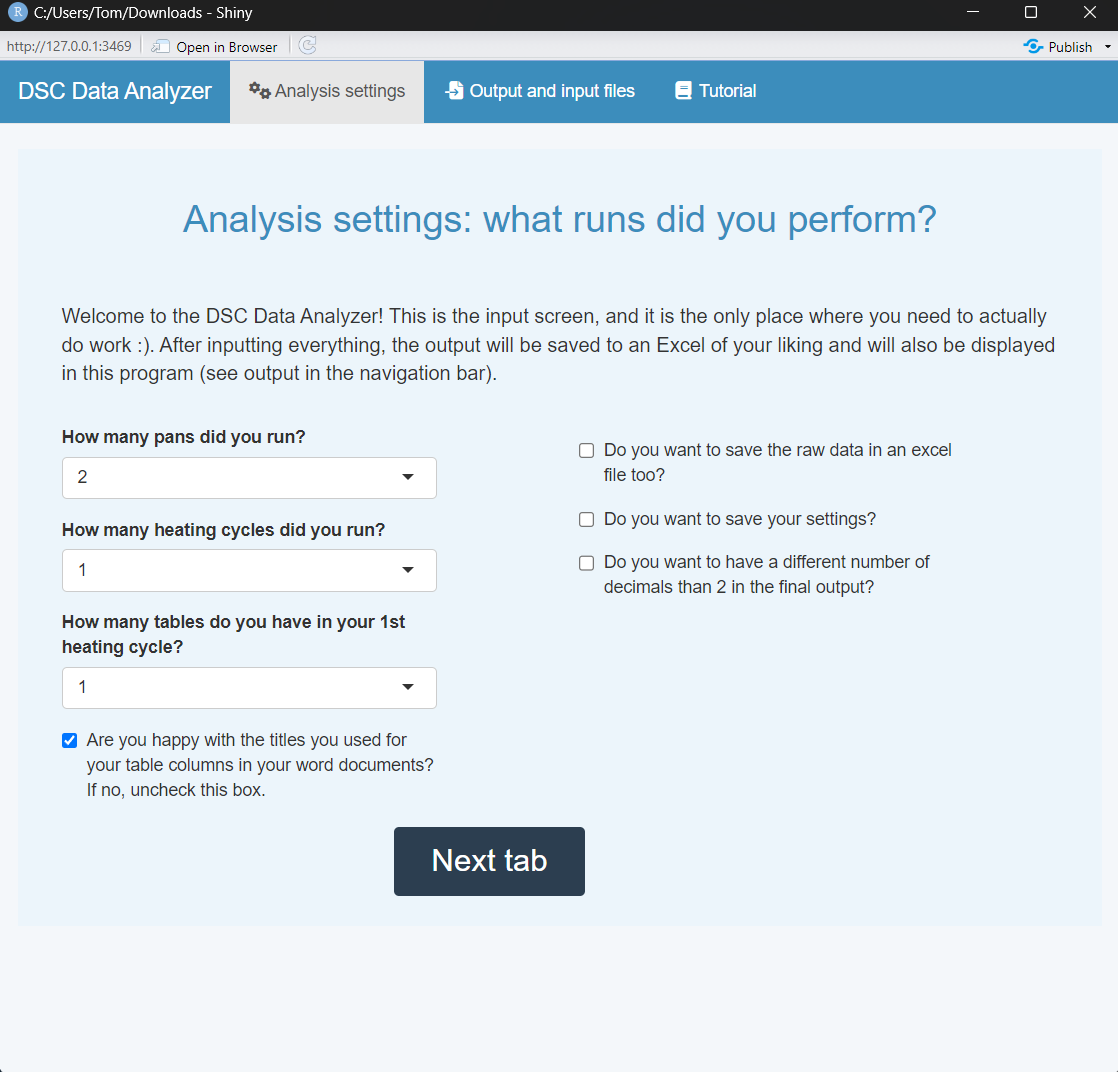 R C:/Users/Tom/Downloads - Shiny
http://127.0.0.1:3469 Open in Browser Publish
DSC Data Analyzer Analysis settings Output and input files Tutorial
Analysis settings: what runs did you perform?
Welcome to the DSC Data Analyzer! This is the input screen, and it is the only place where you need to actually
do work :). After inputting everything, the output will be saved to an Excel of your liking and will also be displayed
in this program (see output in the navigation bar).
How many pans did you run?
2
How many heating cycles did you run?
1
How many tables do you have in your 1st
heating cycle?
1
Are you happy with the titles you used for
your table columns in your word documents?
If no, uncheck this box.
Do you want to save the raw data in an excel
file too?
Do you want to save your settings?
Do you want to have a different number of
decimals than 2 in the final output?
Next tab